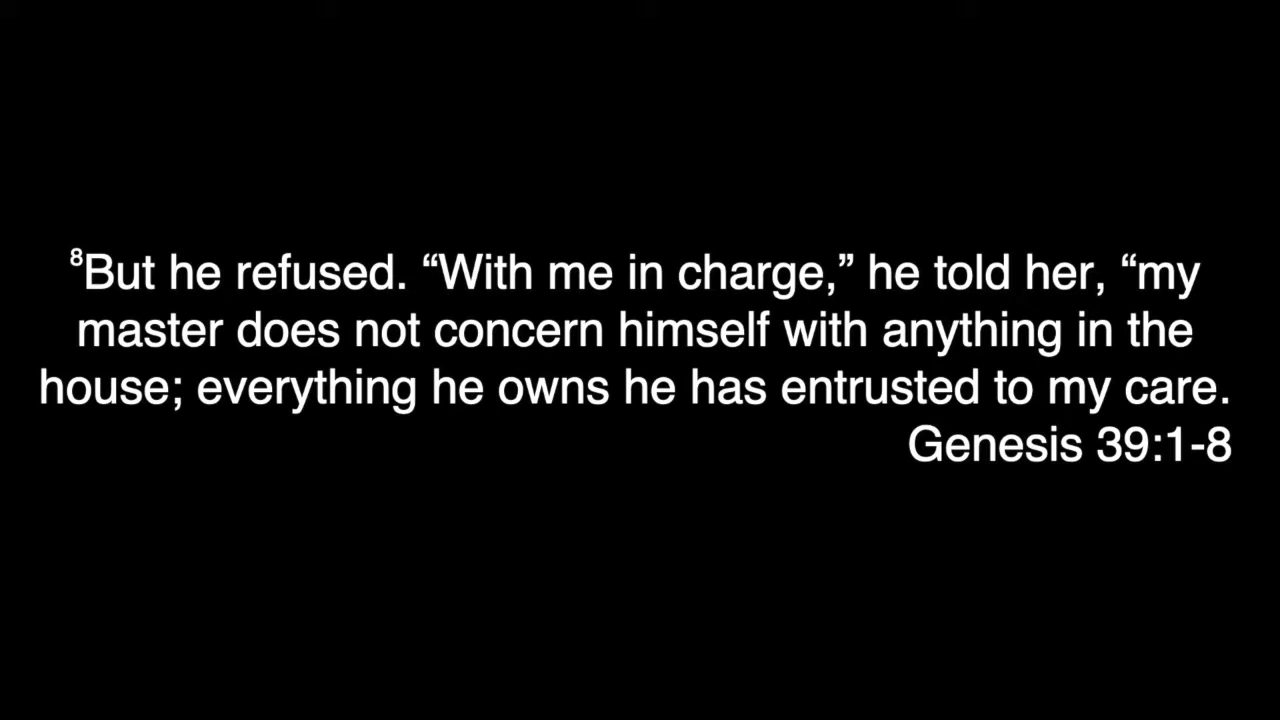 ⁸But he refused. “With me in charge,” he told her, “my
master does not concern himself with anything in the
house; everything he owns he has entrusted to my care.
Genesis 39:1-8